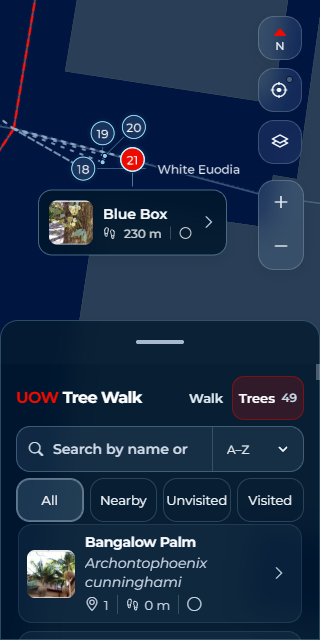 N
19
20
21
18
White Euodia
Blue Box
230 m
UOW Tree Walk
Walk
Trees 49
Search by name or
A–Z
All
Nearby
Unvisited
Visited
Bangalow Palm
Archontophoenix
cunninghami
1
0 m